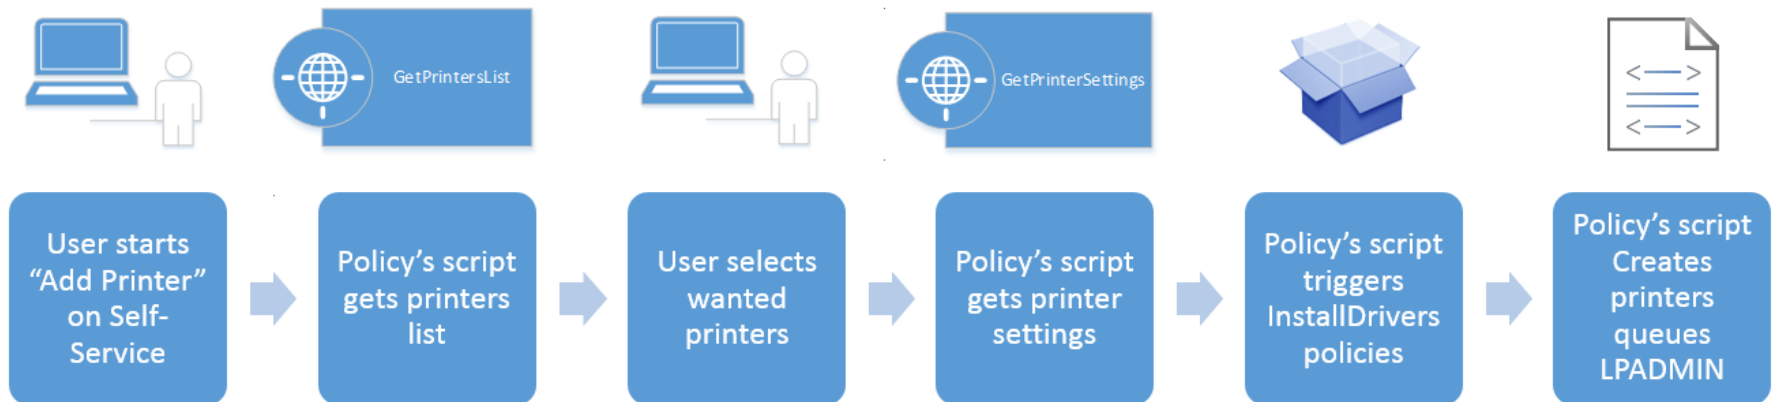 GetPrintersList
GetPrinterSettings
User starts
“Add Printer”
on Self-
Service
Policy’s script
gets printers
list
User selects
wanted
printers
Policy’s script
gets printer
settings
Policy’s script
triggers
InstallDrivers
policies
Policy’s script
Creates
printers
queues
LPADMIN